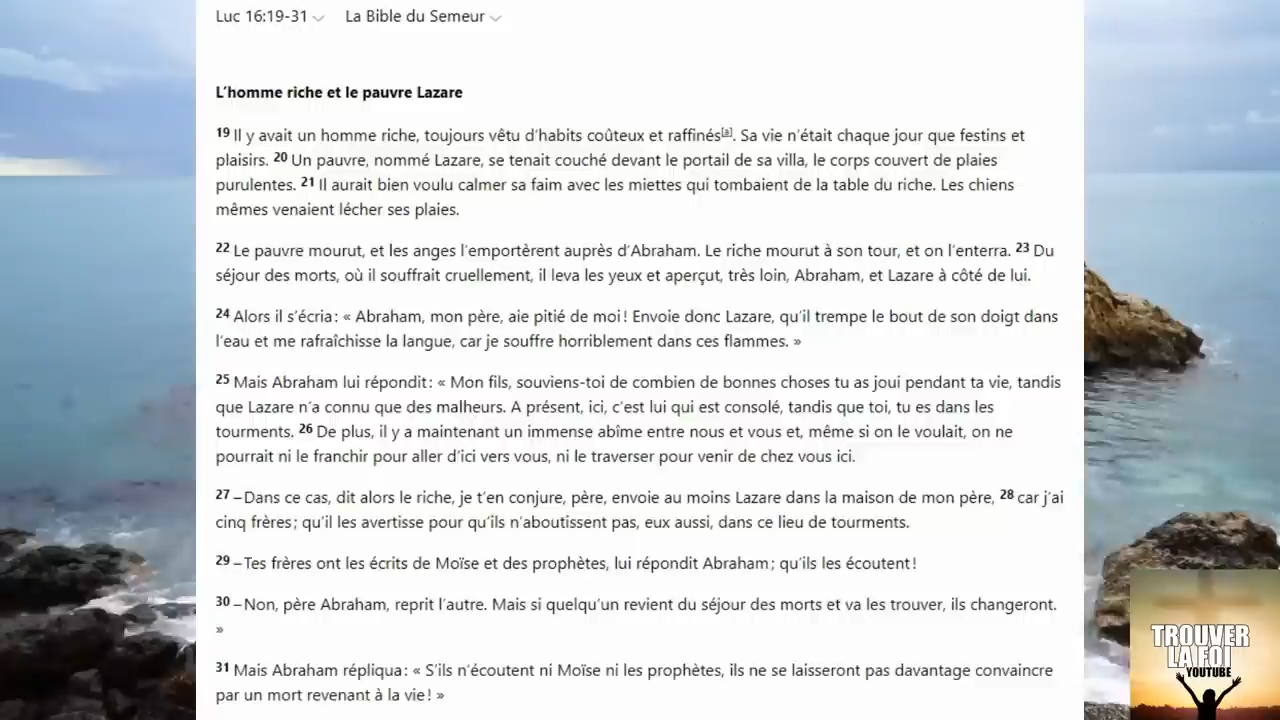 Luc 16:19-31 La Bible du Semeur
L'homme riche et le pauvre Lazare
19 Il y avait un homme riche, toujours vêtu d'habits coûteux et raffinés[a]. Sa vie n'était chaque jour que festins et
plaisirs. 20 Un pauvre, nommé Lazare, se tenait couché devant le portail de sa villa, le corps couvert de plaies
purulentes. 21 Il aurait bien voulu calmer sa faim avec les miettes qui tombaient de la table du riche. Les chiens
mêmes venaient lécher ses plaies.
22 Le pauvre mourut, et les anges l'emportèrent auprès d'Abraham. Le riche mourut à son tour, et on l'enterra. 23 Du
séjour des morts, où il souffrait cruellement, il leva les yeux et aperçut, très loin, Abraham, et Lazare à côté de lui.
24 Alors il s'écria : « Abraham, mon père, aie pitié de moi ! Envoie donc Lazare, qu'il trempe le bout de son doigt dans
l'eau et me rafraîchisse la langue, car je souffre horriblement dans ces flammes. »
25 Mais Abraham lui répondit : « Mon fils, souviens-toi de combien de bonnes choses tu as joui pendant ta vie, tandis
que Lazare n'a connu que des malheurs. A présent, ici, c'est lui qui est consolé, tandis que toi, tu es dans les
tourments. 26 De plus, il y a maintenant un immense abîme entre nous et vous et, même si on le voulait, on ne
pourrait ni le franchir pour aller d'ici vers vous, ni le traverser pour venir de chez vous ici.
27 – Dans ce cas, dit alors le riche, je t'en conjure, père, envoie au moins Lazare dans la maison de mon père, 28 car j'ai
cinq frères ; qu'il les avertisse pour qu'ils n'aboutissent pas, eux aussi, dans ce lieu de tourments.
29 – Tes frères ont les écrits de Moïse et des prophètes, lui répondit Abraham ; qu'ils les écoutent !
30 – Non, père Abraham, reprit l'autre. Mais si quelqu'un revient du séjour des morts et va les trouver, ils changeront.
»
31 Mais Abraham répliqua : « S'ils n'écoutent ni Moïse ni les prophètes, ils ne se laisseront pas davantage convaincre
par un mort revenant à la vie ! »
TROUVER
LA FOI
YOUTUBE